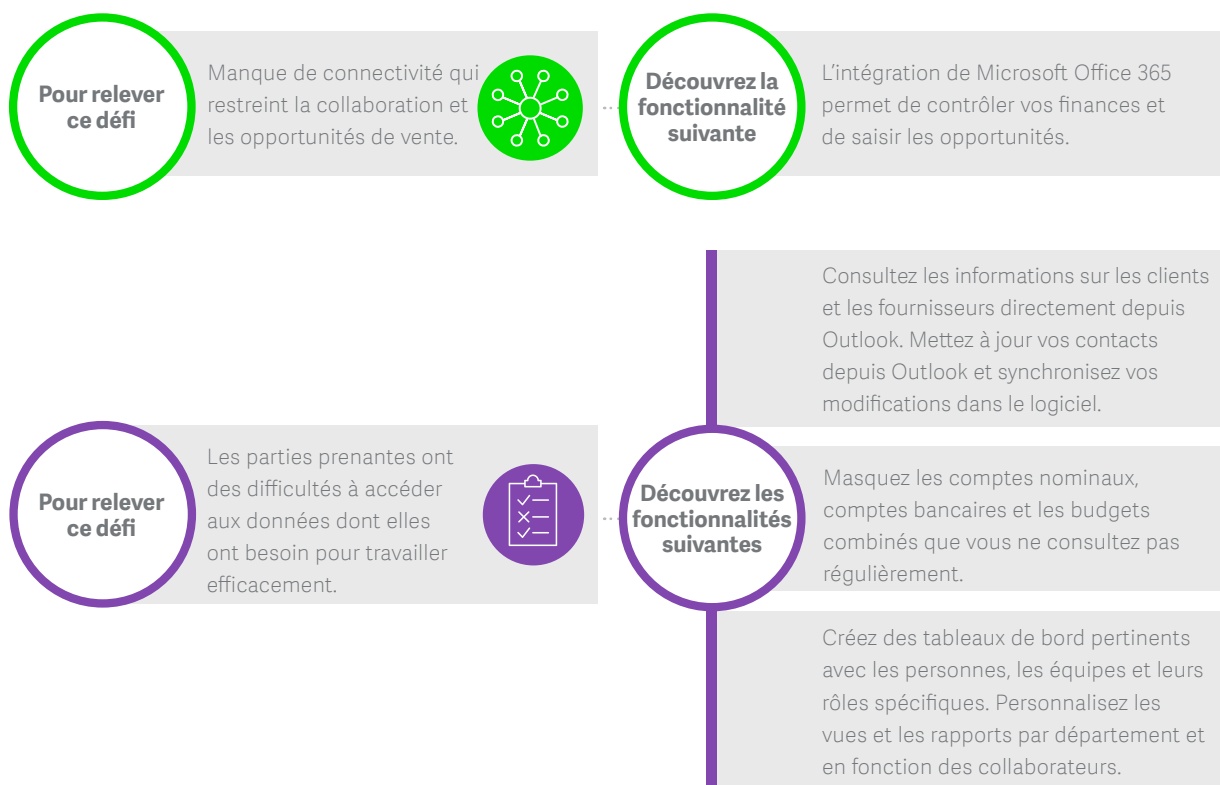 Pour relever
ce défi
Manque de connectivité qui
restreint la collaboration et
les opportunités de vente.
Découvrez la
fonctionnalité
suivante
L'intégration de Microsoft Office 365
permet de contrôler vos finances et
de saisir les opportunités.
Pour relever
ce défi
Les parties prenantes ont
des difficultés à accéder
aux données dont elles
ont besoin pour travailler
efficacement.
Découvrez les
fonctionnalités
suivantes
Consultez les informations sur les clients
et les fournisseurs directement depuis
Outlook. Mettez à jour vos contacts
depuis Outlook et synchronisez vos
modifications dans le logiciel.
Masquez les comptes nominaux,
comptes bancaires et les budgets
combinés que vous ne consultez pas
régulièrement.
Créez des tableaux de bord pertinents
avec les personnes, les équipes et leurs
rôles spécifiques. Personnalisez les
vues et les rapports par département et
en fonction des collaborateurs.